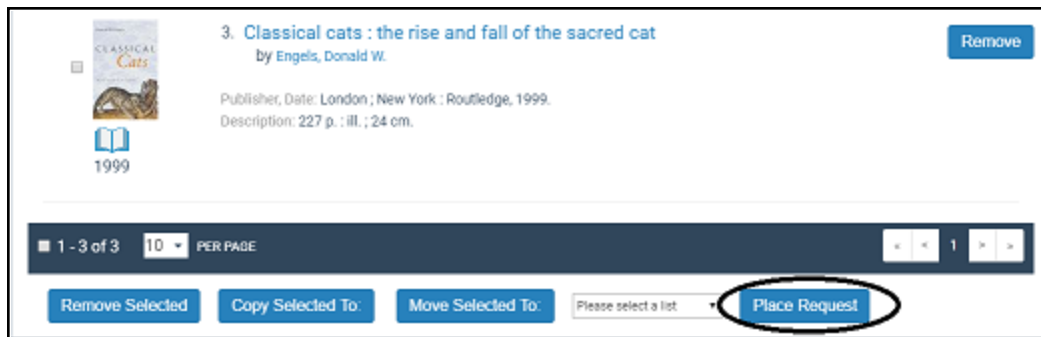 3. Classical cats : the rise and fall of the sacred cat
by Engels, Donald W.
Remove
CLASSICAL
Cats
Publisher, Date: London ; New York : Routledge, 1999.
Description: 227 p. : ill. ; 24 cm.
1999
1 - 3 of 3 10 PER PAGE « < 1 > »
Remove Selected Copy Selected To: Move Selected To: Please select a list Place Request